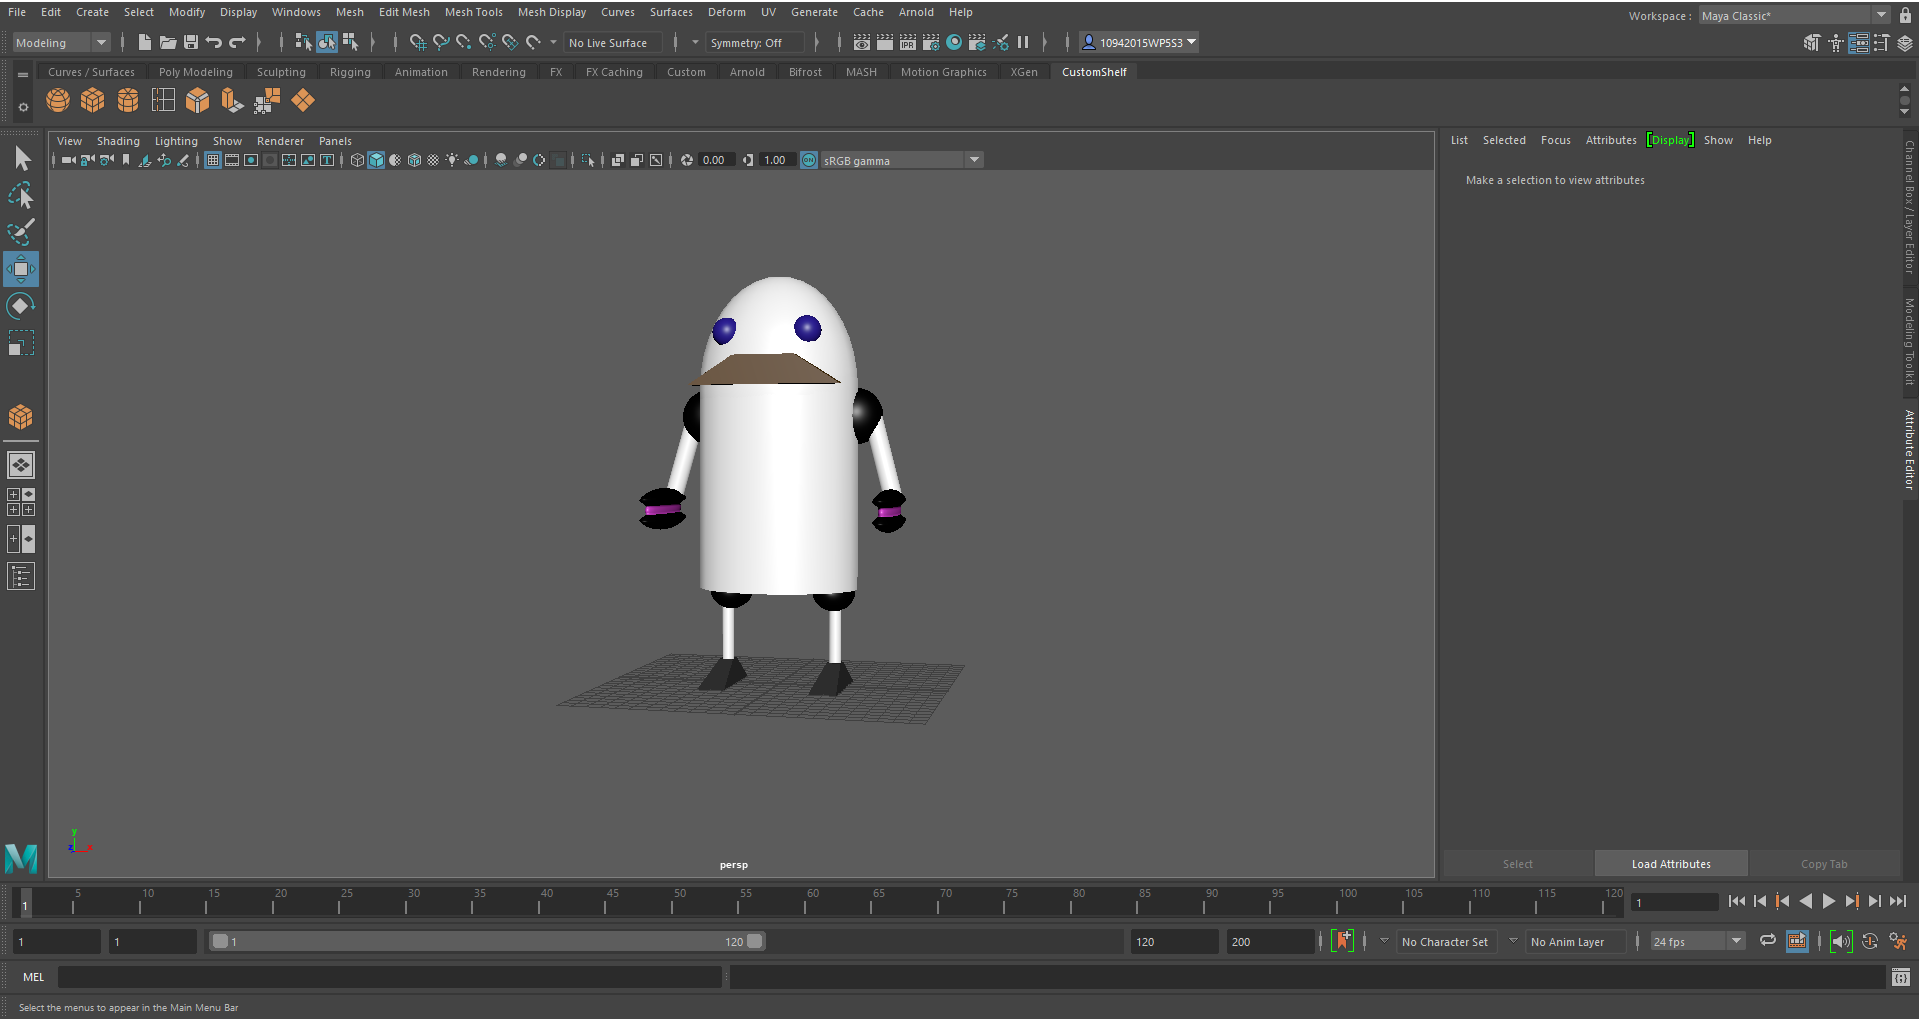 File Edit Create Select Modify Display Windows Mesh Edit Mesh Mesh Tools Mesh Display Curves Surfaces Deform UV Generate Cache Arnold Help
Workspace : Maya Classic*
Modeling No Live Surface Symmetry: Off IPR 10942015WPSS3
Curves / Surfaces Poly Modeling Sculpting Rigging Animation Rendering FX FX Caching Custom Arnold Bifrost MASH Motion Graphics XGen CustomShelf
View Shading Lighting Show Renderer Panels
0.00 1.00 ON sRGB gamma
List Selected Focus Attributes [Display] Show Help
Make a selection to view attributes
Channel Box / Layer Editor
Modeling Toolkit
Attribute Editor
y
z x
persp
Select Load Attributes Copy Tab
5 10 15 20 25 30 35 40 45 50 55 60 65 70 75 80 85 90 95 100 105 110 115 120
1 1
1 1 1 120 120 200 No Character Set No Anim Layer 24 fps
MEL
Select the menus to appear in the Main Menu Bar